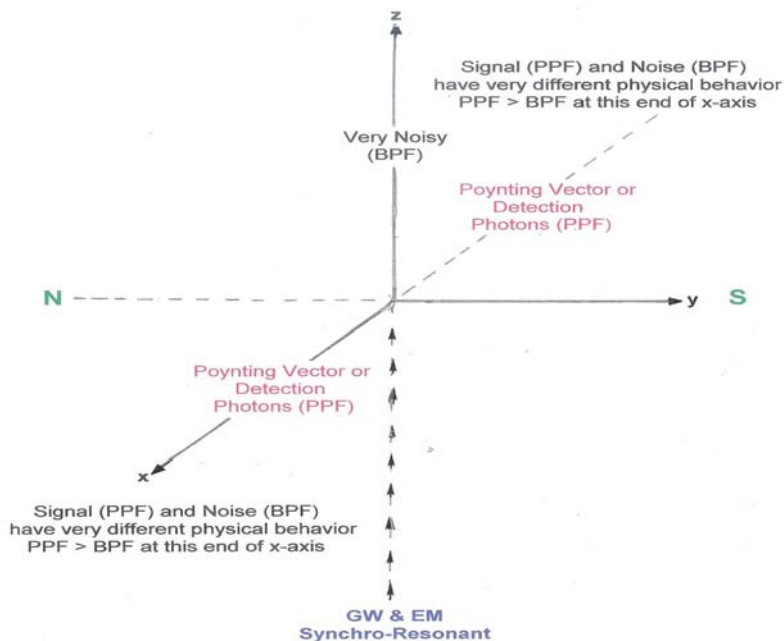 z
Signal (PPF) and Noise (BPF)
have very different physical behavior
PPF > BPF at this end of x-axis
Very Noisy
(BPF)
Poynting Vector or
Detection
Photons (PPF)
N
y
S
Poynting Vector or
Detection
Photons (PPF)
x
Signal (PPF) and Noise (BPF)
have very different physical behavior
PPF > BPF at this end of x-axis
GW & EM
Synchro-Resonant